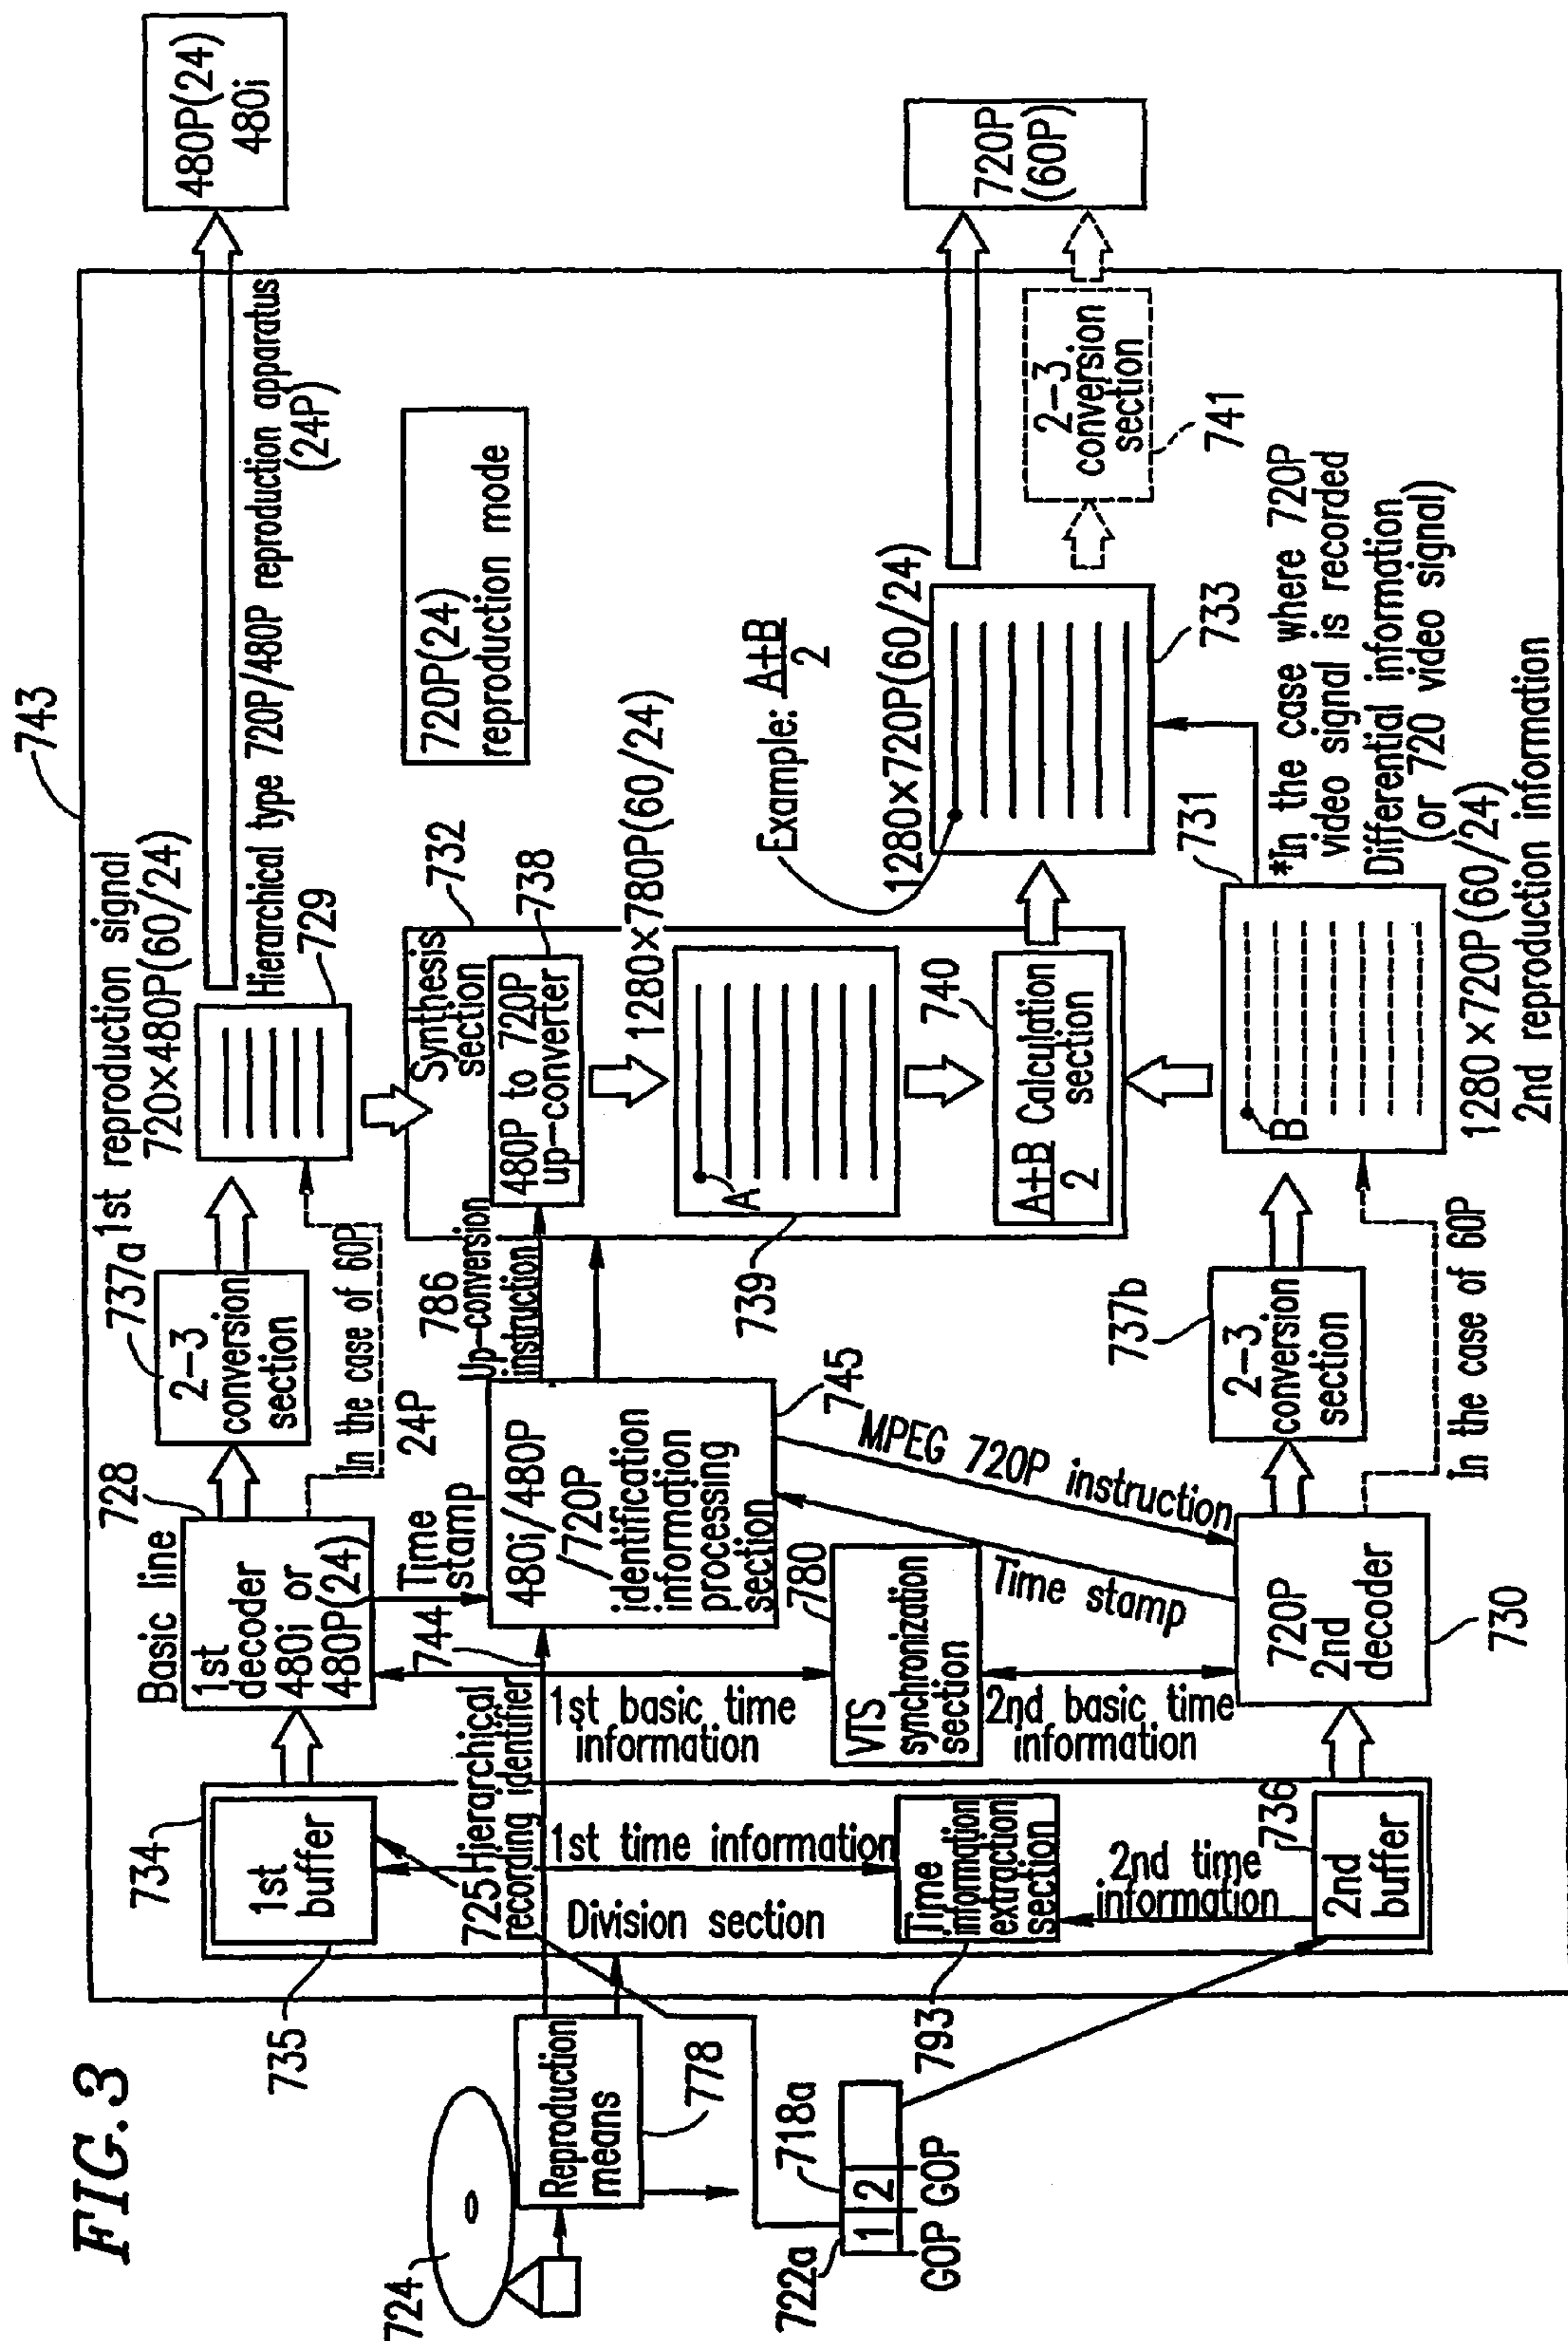 FIG.3
743
480P(24)
480i
1st reproduction signal
720×480P(60/24)
Hierarchical type 720P/480P reproduction apparatus
(24P)
720P(24)
reproduction mode
724
Reproduction
means
778
722a
1
2
718a
GOP
GOP
734
735
1st
buffer
725
Hierarchical
recording identifier
744
1st time information
Division section
Time
information
extraction
section
793
2nd time
information
736
2nd
buffer
Basic line
728
1st
decoder
480i or
480P(24)
Time
stamp
24P
In the case of 60P
737a
2-3
conversion
section
729
1st basic time
information
VTS
synchronization
section
780
2nd basic time
information
480i/480P
/720P
identification
information
processing
section
745
MPEG 720P instruction
Time stamp
720P
2nd
decoder
730
786
Up-conversion
instruction
Synthesis
section
732
480P to 720P
up-converter
738
1280×780P(60/24)
A
739
740
A+B
2
Calculation
section
737b
2-3
conversion
section
In the case of 60P
B
731
1280×720P(60/24)
2nd reproduction information
*In the case where 720P
video signal is recorded
Differential information
(or 720 video signal)
Example: A+B
2
1280×720P(60/24)
733
2-3
conversion
section
741
720P
(60P)